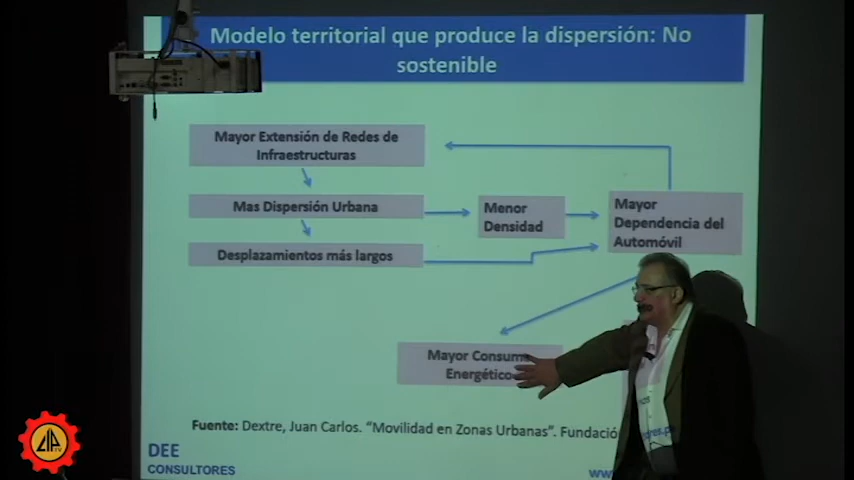 Modelo territorial que produce la dispersión: No
sostenible
Mayor Extensión de Redes de
Infraestructuras
Mas Dispersión Urbana
Menor
Densidad
Mayor
Dependencia del
Automóvil
Desplazamientos más largos
Mayor
Energético
Fuente: Dextre, Juan Carlos. "Movilidad en Zonas Urbanas".
DEE
CONSULTORES